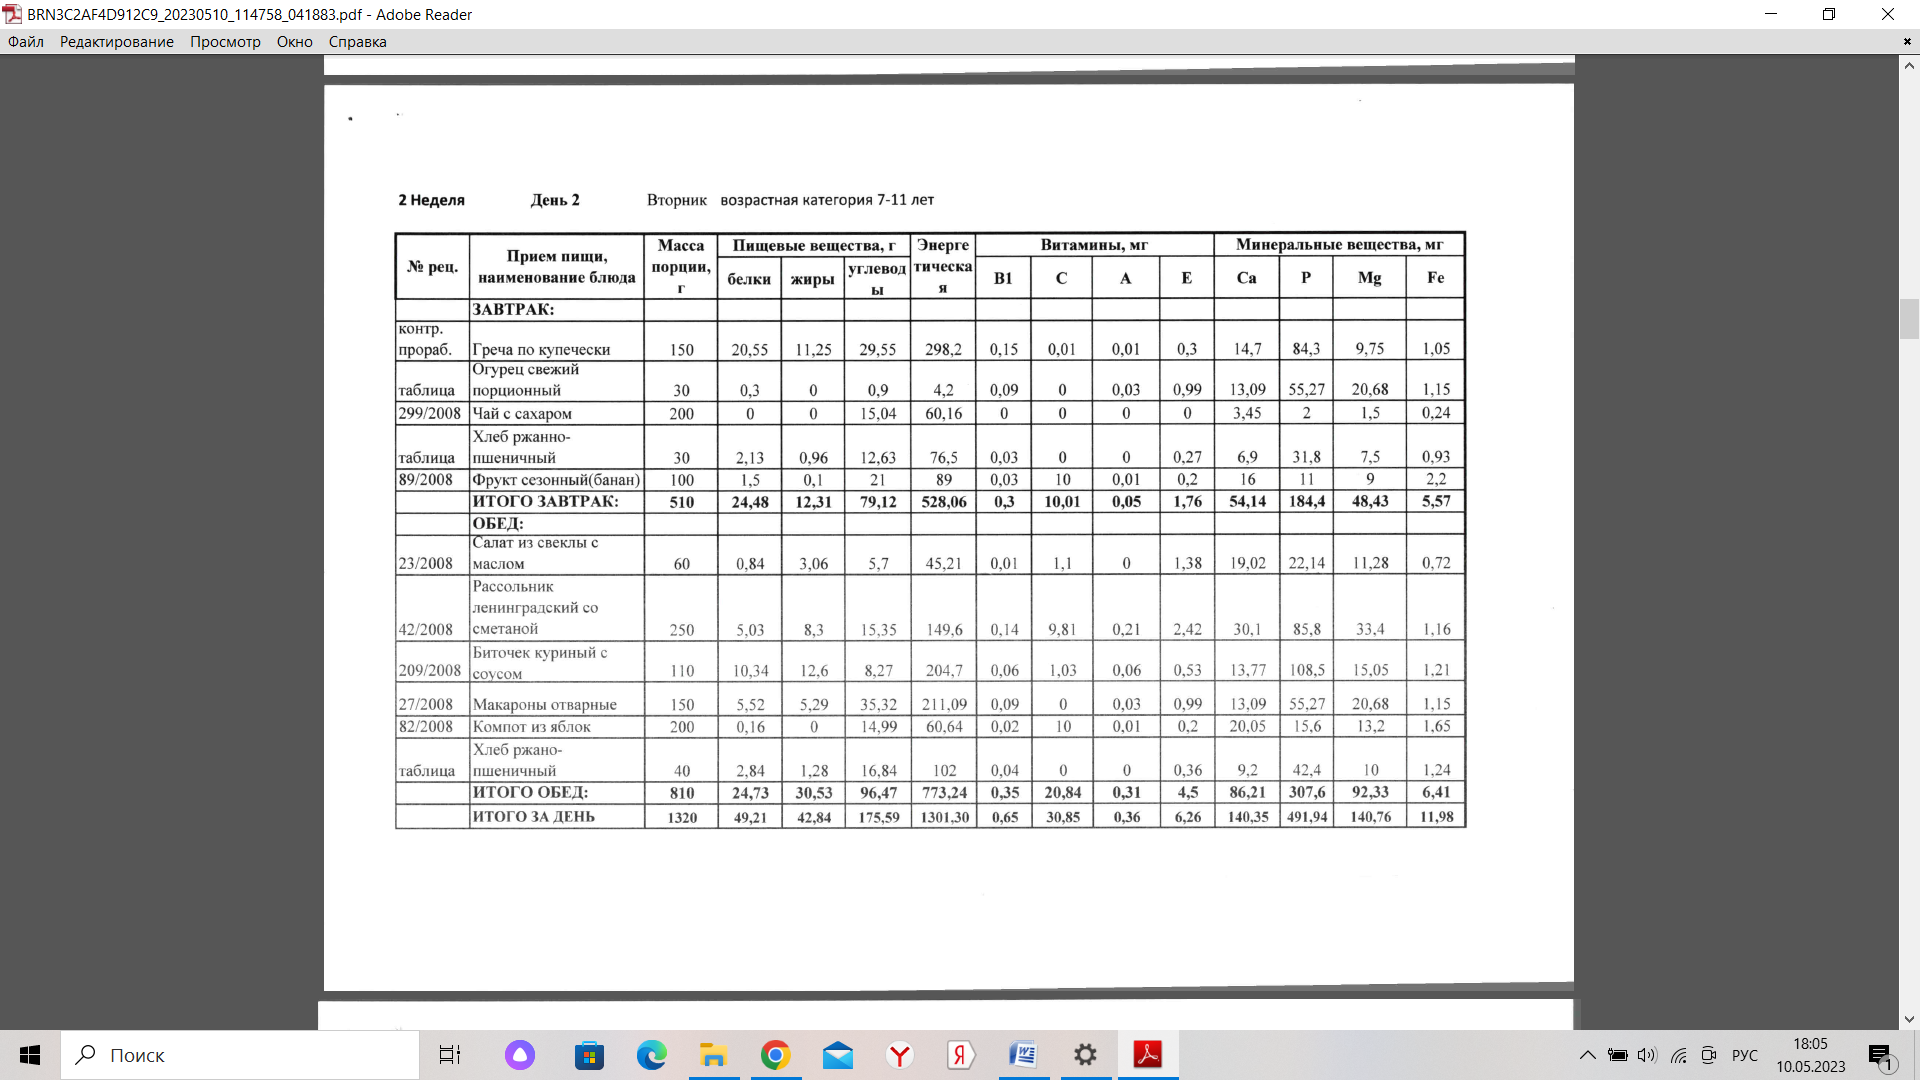 BRN3C2AF4D912C9_20230510_114758_041883.pdf - Adobe Reader
Файл Редактирование Просмотр Окно Справка
2 Неделя День 2 Вторник возрастная категория 7-11 лет
№ рец. Прием пищи, наименование блюда Масса порции, г Пищевые вещества, г Энерге тическа я Витамины, мг Минеральные вещества, мг
белки жиры углевод ы B1 C A E Ca P Mg Fe
ЗАВТРАК:
контр.
прораб. Греча по купечески 150 20,55 11,25 29,55 298,2 0,15 0,01 0,01 0,3 14,7 84,3 9,75 1,05
Огурец свежий
таблица порционный 30 0,3 0 0,9 4,2 0,09 0 0,03 0,99 13,09 55,27 20,68 1,15
299/2008 Чай с сахаром 200 0 0 15,04 60,16 0 0 0 0 3,45 2 1,5 0,24
Хлеб ржанно-
таблица пшеничный 30 2,13 0,96 12,63 76,5 0,03 0 0 0,27 6,9 31,8 7,5 0,93
89/2008 Фрукт сезонный(банан) 100 1,5 0,1 21 89 0,03 10 0,01 0,2 16 11 9 2,2
ИТОГО ЗАВТРАК: 510 24,48 12,31 79,12 528,06 0,3 10,01 0,05 1,76 54,14 184,4 48,43 5,57
ОБЕД:
Салат из свеклы с
23/2008 маслом 60 0,84 3,06 5,7 45,21 0,01 1,1 0 1,38 19,02 22,14 11,28 0,72
Рассольник
ленинградский со
42/2008 сметаной 250 5,03 8,3 15,35 149,6 0,14 9,81 0,21 2,42 30,1 85,8 33,4 1,16
Биточек куриный с
209/2008 соусом 110 10,34 12,6 8,27 204,7 0,06 1,03 0,06 0,53 13,77 108,5 15,05 1,21
27/2008 Макароны отварные 150 5,52 5,29 35,32 211,09 0,09 0 0,03 0,99 13,09 55,27 20,68 1,15
82/2008 Компот из яблок 200 0,16 0 14,99 60,64 0,02 10 0,01 0,2 20,05 15,6 13,2 1,65
Хлеб ржано-
таблица пшеничный 40 2,84 1,28 16,84 102 0,04 0 0 0,36 9,2 42,4 10 1,24
ИТОГО ОБЕД: 810 24,73 30,53 96,47 773,24 0,35 20,84 0,31 4,5 86,21 307,6 92,33 6,41
ИТОГО ЗА ДЕНЬ 1320 49,21 42,84 175,59 1301,30 0,65 30,85 0,36 6,26 140,35 491,94 140,76 11,98
Поиск
РУС
18:05
10.05.2023
1